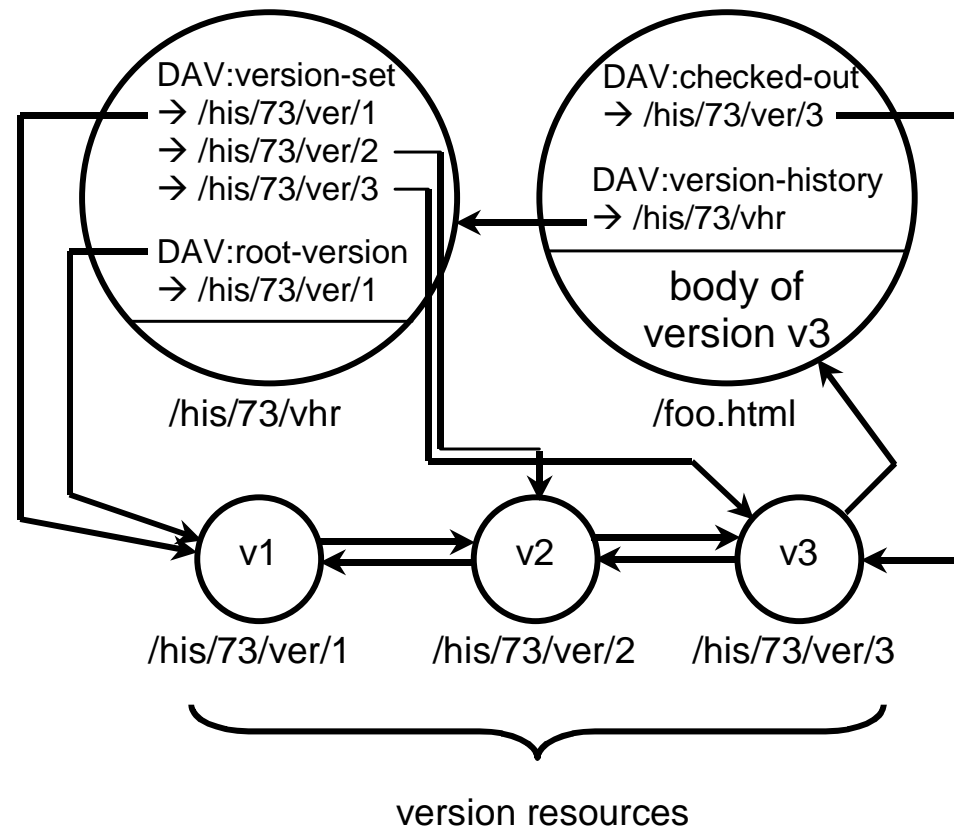 DAV:version-set
→ /his/73/ver/1
→ /his/73/ver/2
→ /his/73/ver/3
DAV:root-version
→ /his/73/ver/1
/his/73/vhr
DAV:checked-out
→ /his/73/ver/3
DAV:version-history
→ /his/73/vhr
body of
version v3
/foo.html
v1
v2
v3
/his/73/ver/1
/his/73/ver/2
/his/73/ver/3
version resources